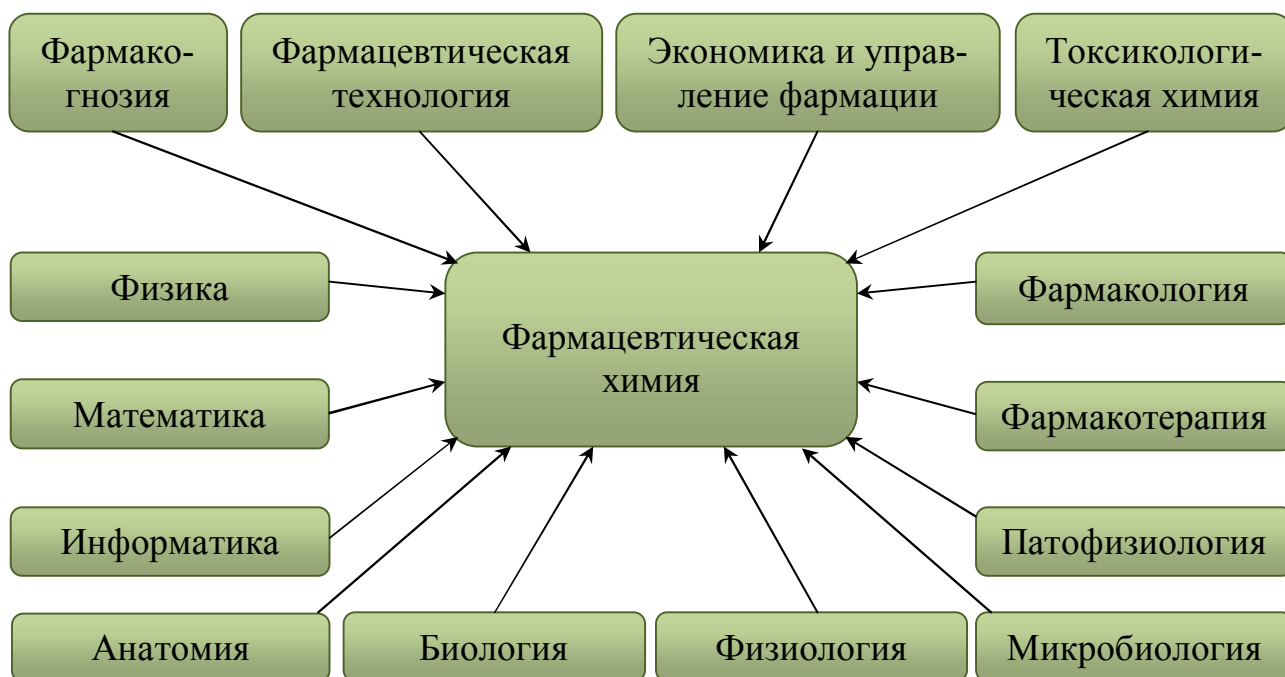 Фармако-
гнозия
Фармацевтическая
технология
Экономика и управ-
ление фармации
Токсикологи-
ческая химия
Физика
Фармакология
Фармацевтическая
химия
Математика
Фармакотерапия
Информатика
Патофизиология
Анатомия
Биология
Физиология
Микробиология